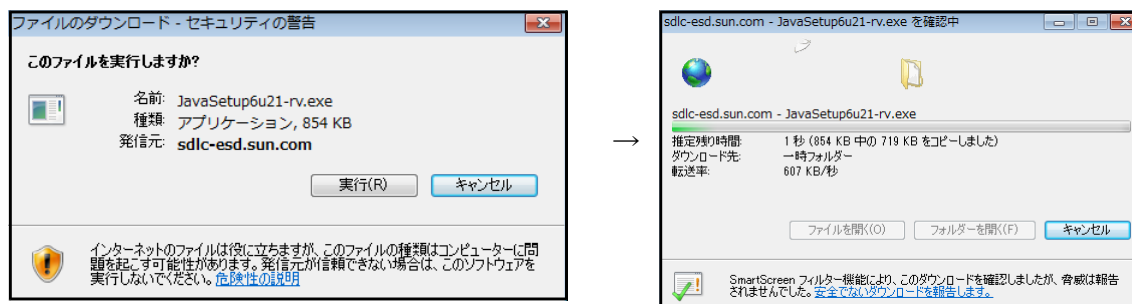 ファイルのダウンロード - セキュリティの警告
このファイルを実行しますか?
名前: JavaSetup6u21-rv.exe
種類: アプリケーション, 854 KB
発信元: sdlc-esd.sun.com
実行(R) キャンセル
インターネットのファイルは役に立ちますが、このファイルの種類はコンピューターに問
題を起こす可能性があります。発信元が信頼できない場合は、このソフトウェアを
実行しないでください。危険性の説明
→
sdlc-esd.sun.com - JavaSetup6u21-rv.exe を確認中
sdlc-esd.sun.com - JavaSetup6u21-rv.exe
推定残り時間: 1 秒 (854 KB 中の 719 KB をコピーしました)
ダウンロード先: 一時フォルダー
転送率: 607 KB/秒
ファイルを開く(O) フォルダーを開く(F) キャンセル
SmartScreen フィルター機能により、このダウンロードを確認しましたが、脅威は報告
されませんでした。安全でないダウンロードを報告します。